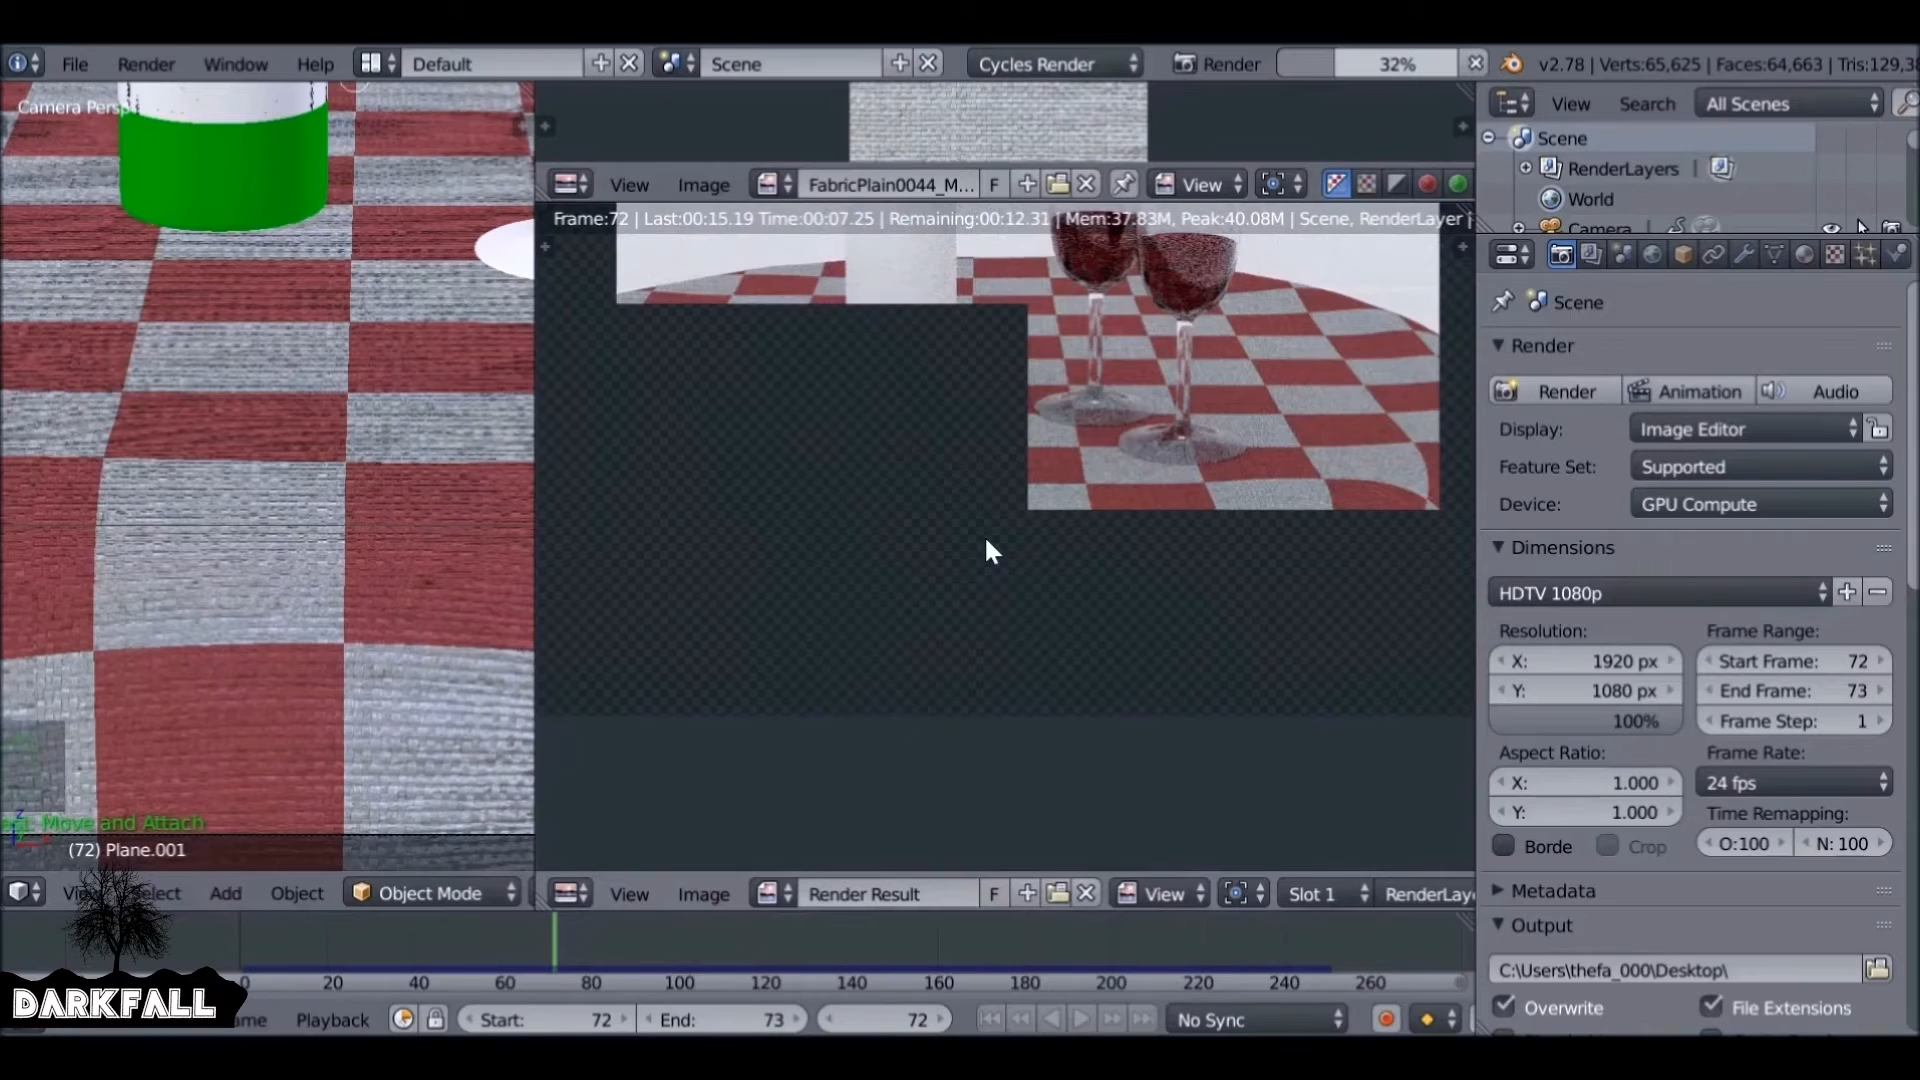 File Render Window Help Default Scene Cycles Render Render 32% v2.78 | Verts:65,625 | Faces:64,663 | Tris:129,3
Camera Persp
View Image FabricPlain0044_M... F View
Frame:72 | Last:00:15.19 Time:00:07.25 | Remaining:00:12.31 | Mem:37.83M, Peak:40.08M | Scene, RenderLayer |
View Search All Scenes
Scene
RenderLayers |
World
Camera
Scene
Render
Render Animation Audio
Display: Image Editor
Feature Set: Supported
Device: GPU Compute
Dimensions
HDTV 1080p
Resolution: Frame Range:
X: 1920 px Start Frame: 72
Y: 1080 px End Frame: 73
100% Frame Step: 1
Aspect Ratio: Frame Rate:
X: 1.000 24 fps
Y: 1.000 Time Remapping:
Borde Crop O:100 N: 100
Metadata
Output
C:\Users\thefa_000\Desktop\
Overwrite File Extensions
Move and Attach
(72) Plane.001
Add Object Object Mode
View Image Render Result F View Slot 1 RenderLay
0 20 40 60 80 100 120 140 160 180 200 220 240 260
Playback Start: 72 End: 73 72 No Sync
DARKFALL